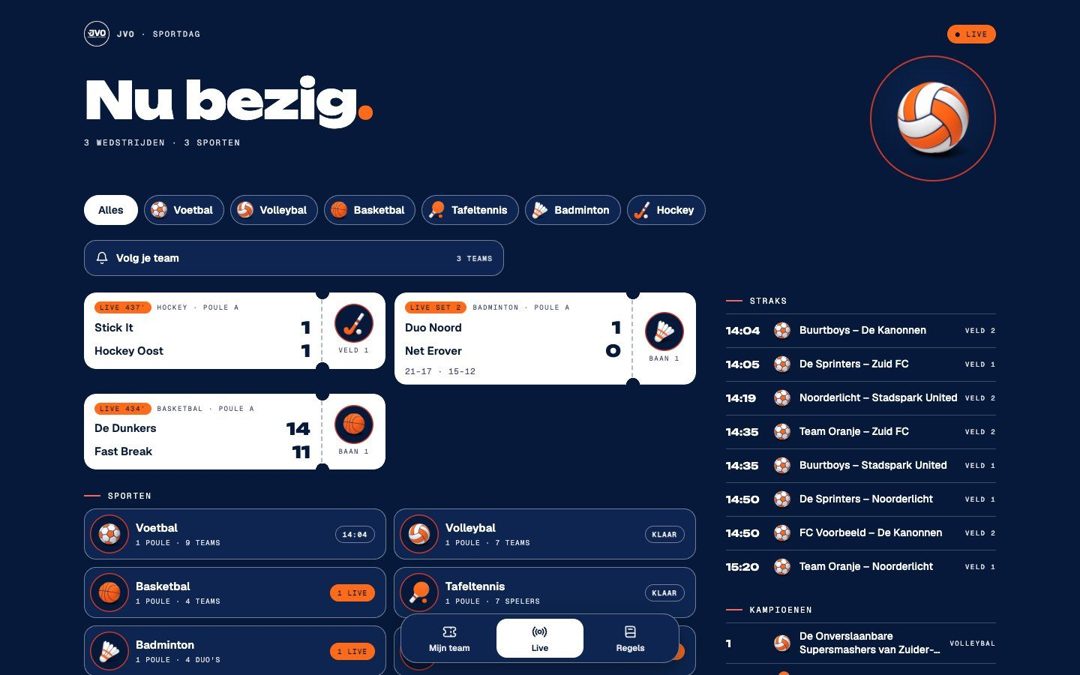 JVO
JVO · SPORTDAG
LIVE
Nu bezig.
3 WEDSTRIJDEN · 3 SPORTEN
Alles
Voetbal
Volleybal
Basketbal
Tafeltennis
Badminton
Hockey
Volg je team
3 TEAMS
LIVE 437' HOCKEY · POULE A
Stick It 1
Hockey Oost 1
VELD 1
LIVE SET 2 BADMINTON · POULE A
Duo Noord 1
Net Erover 0
21–17 · 15–12
BAAN 1
LIVE 434' BASKETBAL · POULE A
De Dunkers 14
Fast Break 11
BAAN 1
SPORTEN
Voetbal
1 POULE · 9 TEAMS
14:04
Volleybal
1 POULE · 7 TEAMS
KLAAR
Basketbal
1 POULE · 4 TEAMS
1 LIVE
Tafeltennis
1 POULE · 7 SPELERS
KLAAR
Badminton
1 POULE · 4 DUO'S
1 LIVE
STRAKS
14:04 Buurtboys – De Kanonnen VELD 2
14:05 De Sprinters – Zuid FC VELD 1
14:19 Noorderlicht – Stadspark United VELD 2
14:35 Team Oranje – Zuid FC VELD 2
14:35 Buurtboys – Stadspark United VELD 1
14:50 De Sprinters – Noorderlicht VELD 1
14:50 FC Voorbeeld – De Kanonnen VELD 2
15:20 Team Oranje – Noorderlicht VELD 1
KAMPIOENEN
1 De Onverslaanbare
Supersmashers van Zuider-… VOLLEYBAL
Mijn team
Live
Regels